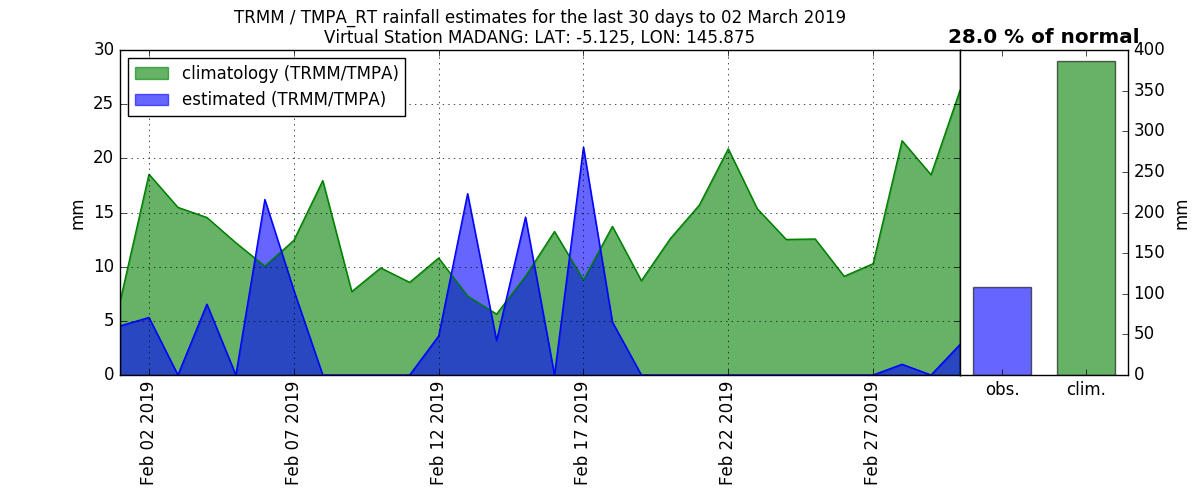 TRMM / TMPA_RT rainfall estimates for the last 30 days to 02 March 2019
Virtual Station MADANG: LAT: -5.125, LON: 145.875
28.0 % of normal
climatology (TRMM/TMPA)
estimated (TRMM/TMPA)
30
25
20
15
10
5
0
mm
Feb 02 2019
Feb 07 2019
Feb 12 2019
Feb 17 2019
Feb 22 2019
Feb 27 2019
obs.
clim.
400
350
300
250
200
150
100
50
0
mm